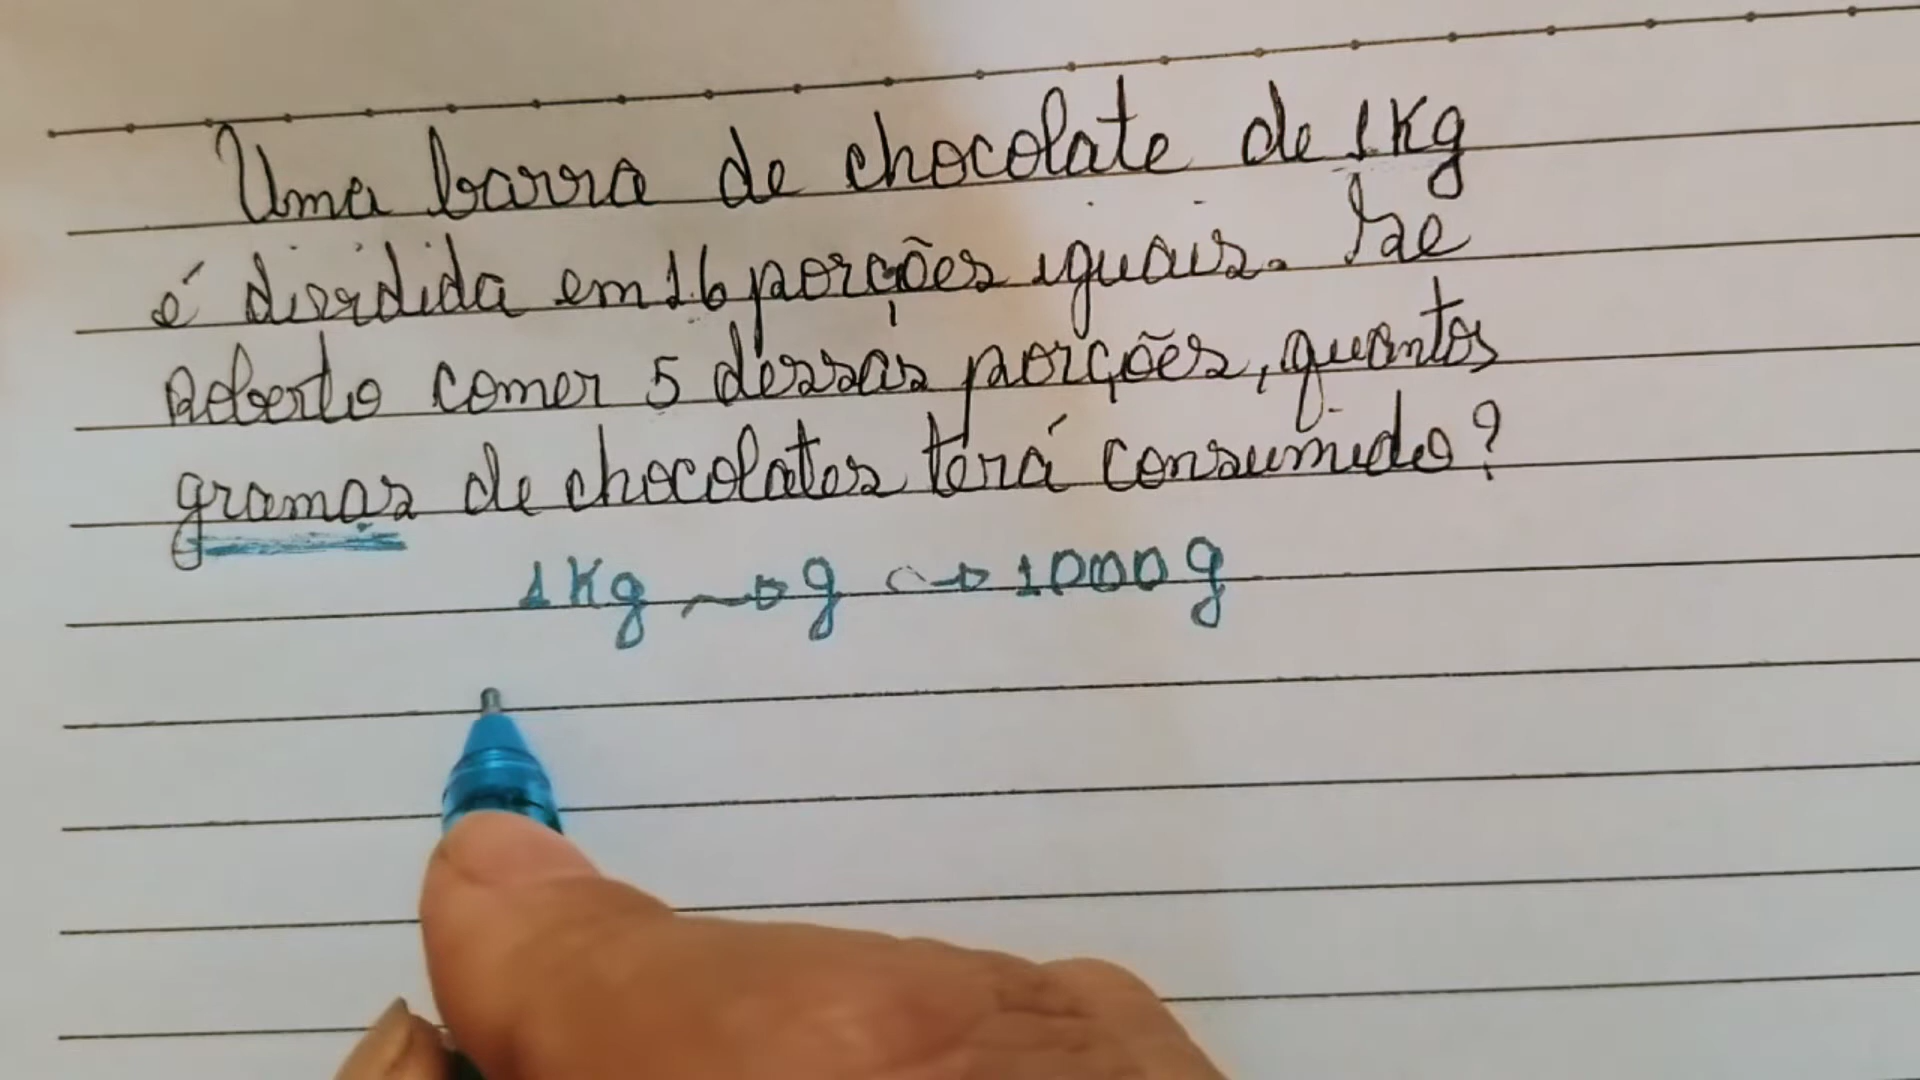 Uma barra de chocolate de 1Kg
é dividida em 16 porções iguais. Se
Roberto comer 5 dessas porções, quantos
gramas de chocolates terá consumido?
1Kg → g → 1000g